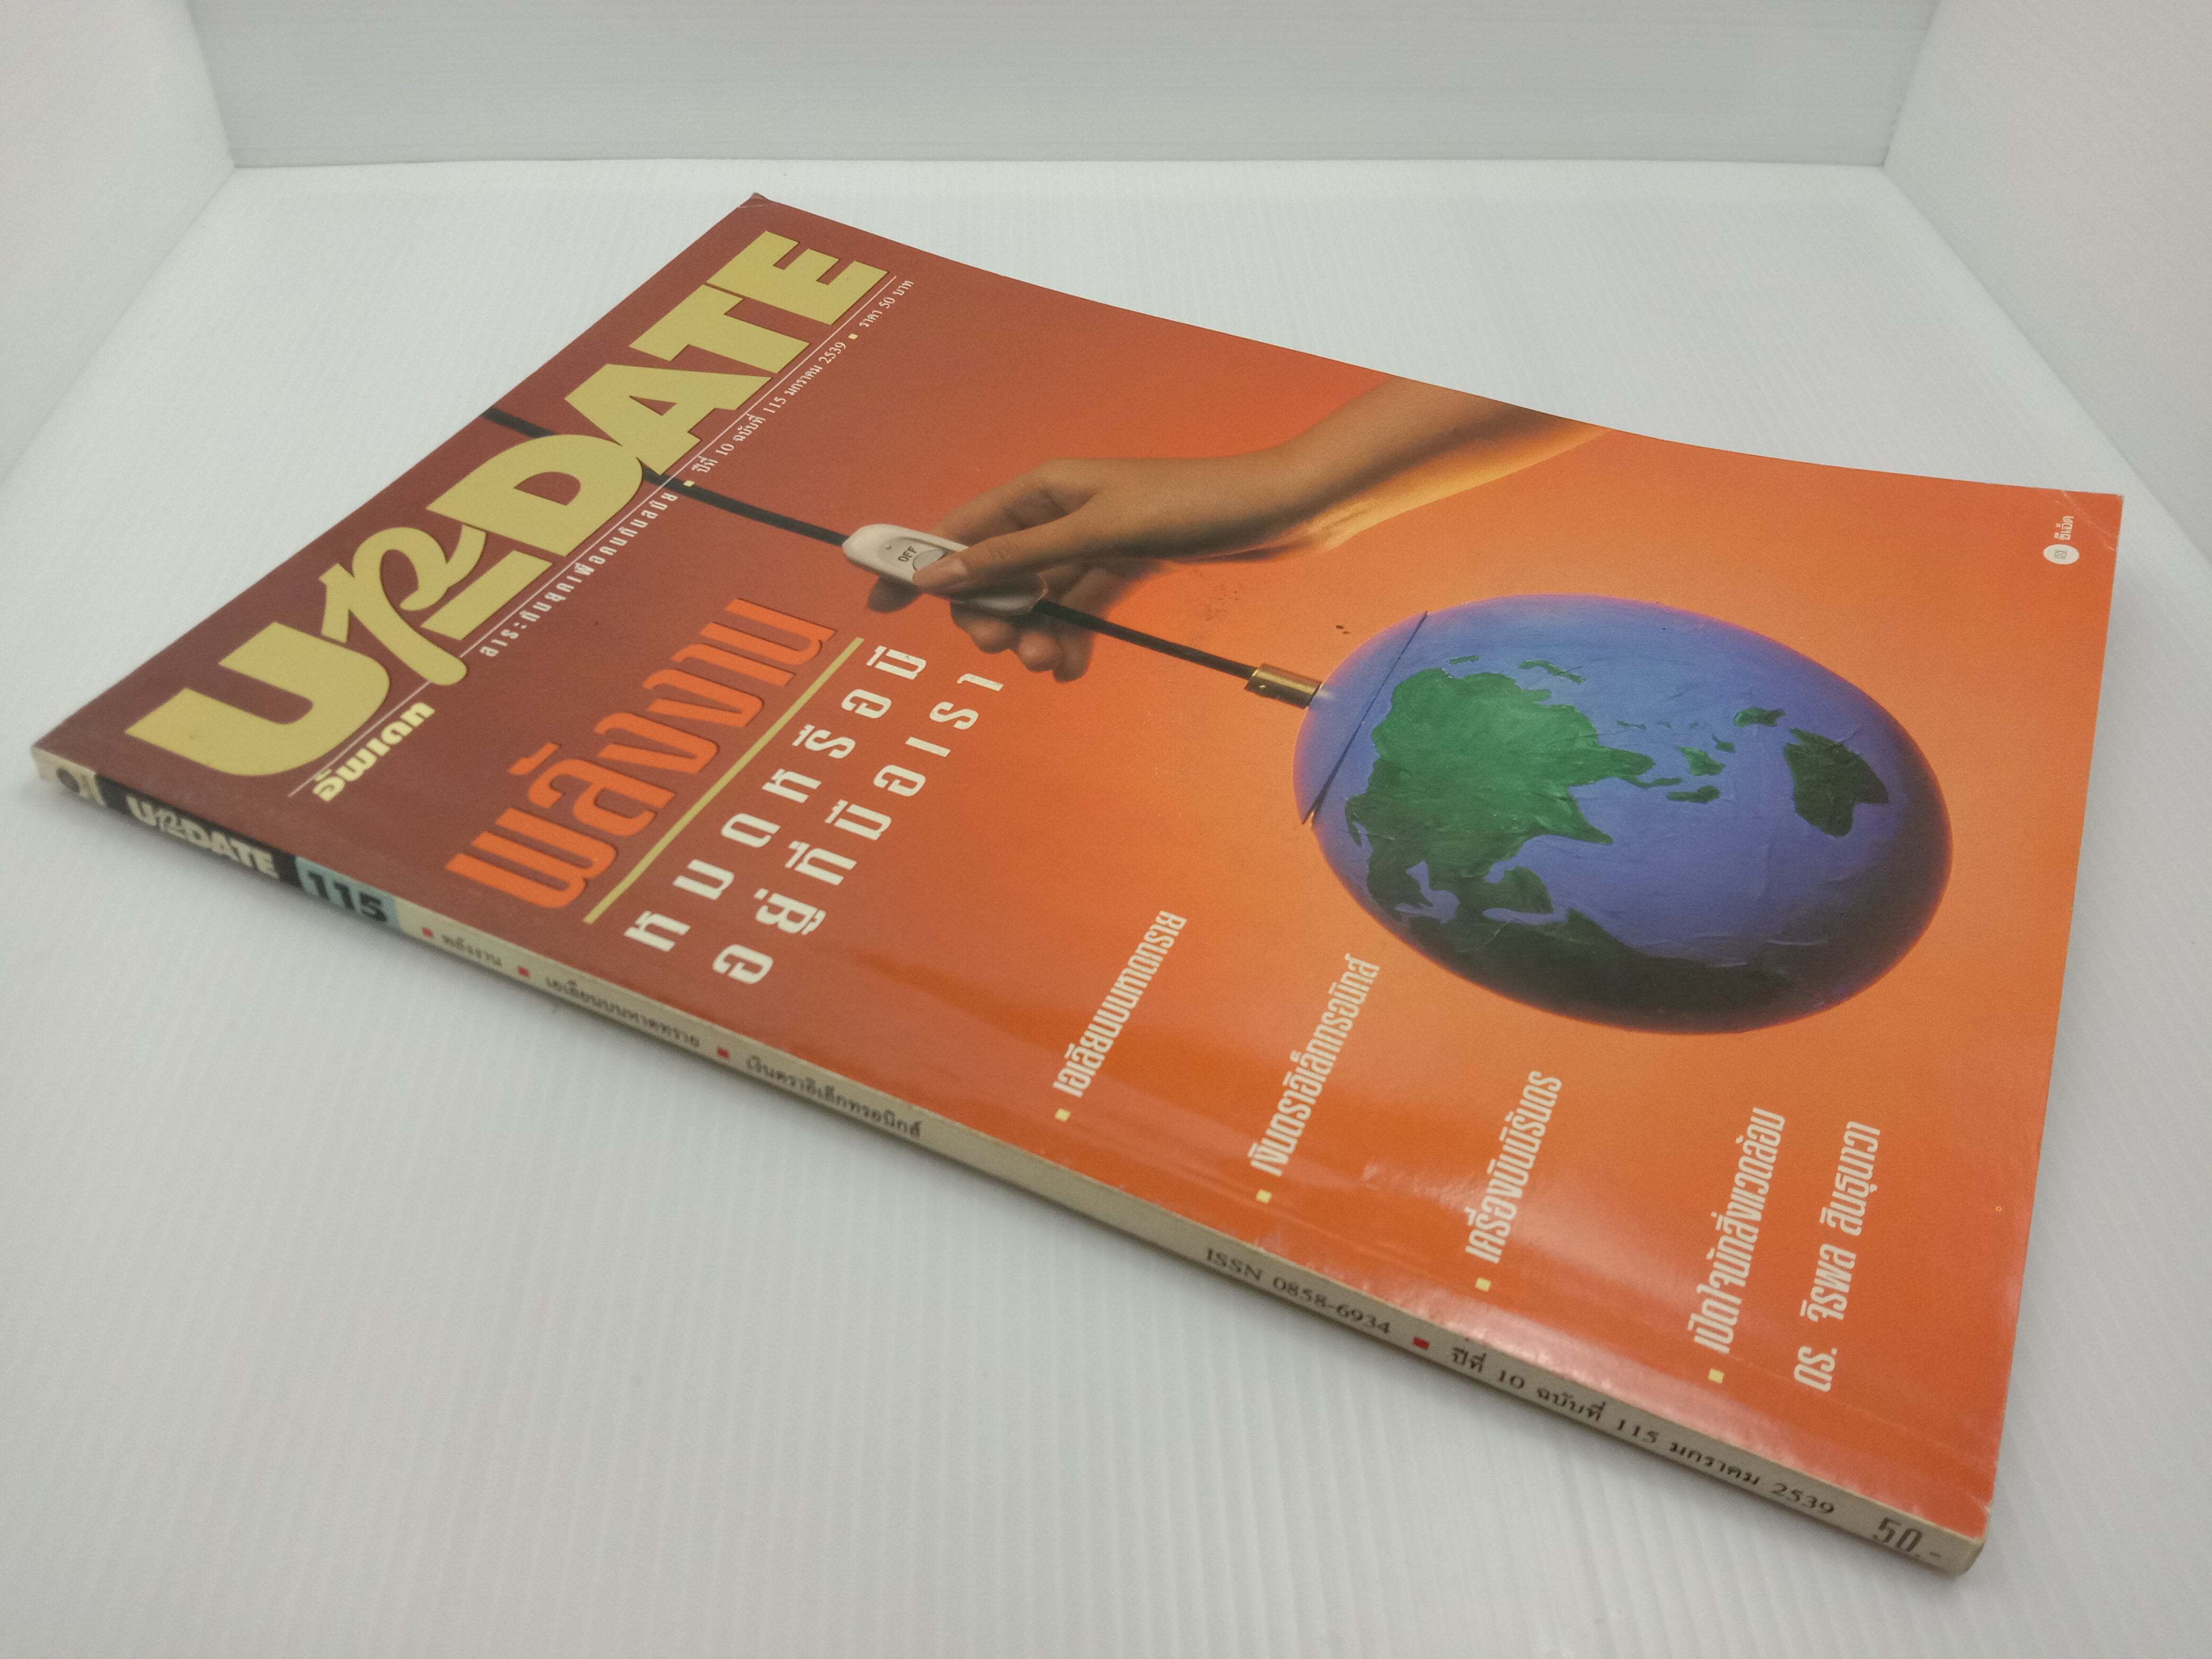 UPDATE
อัพเดท
สาระทันยุคเพื่อคนทันสมัย ▪ ปีที่ 10 ฉบับที่ 115 มกราคม 2539 ▪ ราคา 50 บาท
OFF
พลังงาน
หมดหรือมี
อยู่ที่มือเรา
▪ เอเลียนบนหาดทราย
▪ เงินตราอิเล็กทรอนิกส์
▪ เครื่องบินนิรันดร
▪ เปิดใจนักสิ่งแวดล้อม
ดร. จิรพล สินธุนาวา
ซีเอ็ด
UPDATE 115 ▪ พลังงาน ▪ เอเลียนบนหาดทราย ▪ เงินตราอิเล็กทรอนิกส์ ISSN 0858-6934 ▪ ปีที่ 10 ฉบับที่ 115 มกราคม 2539 50.-